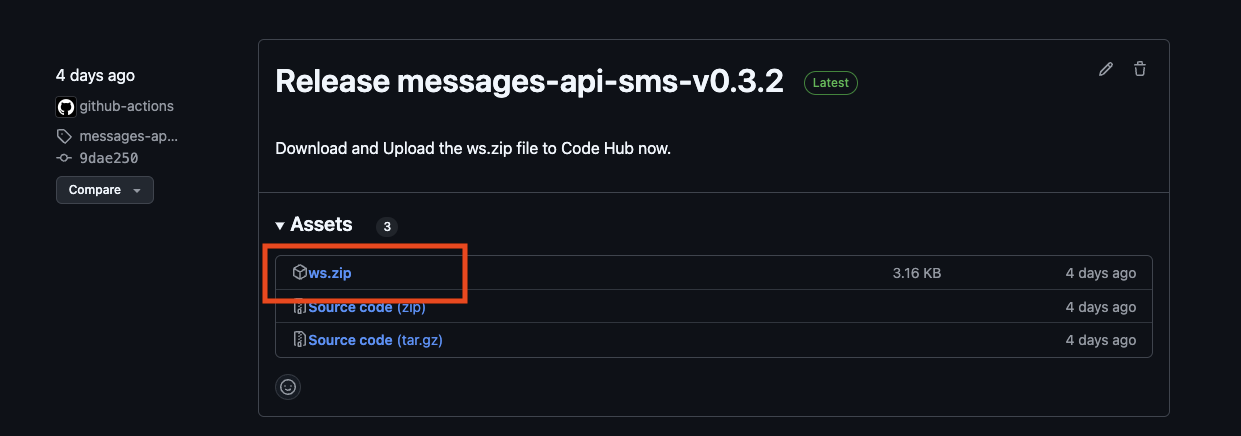 4 days ago
github-actions
messages-ap...
9dae250
Compare
Release messages-api-sms-v0.3.2 Latest
Download and Upload the ws.zip file to Code Hub now.
Assets 3
ws.zip 3.16 KB 4 days ago
Source code (zip) 4 days ago
Source code (tar.gz) 4 days ago